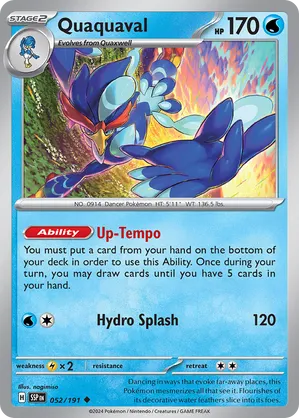 STAGE 2 Quaquaval HP 170
Evolves from Quaxwell
NO. 0914 Dancer Pokémon HT: 5'11" WT: 136.5 lbs.
Ability Up-Tempo
You must put a card from your hand on the bottom of
your deck in order to use this Ability. Once during your
turn, you may draw cards until you have 5 cards in
your hand.
Hydro Splash 120
weakness ×2 resistance retreat
Illus. nagimiso
H SSP EN 052/191
Dancing in ways that evoke far-away places, this
Pokémon mesmerizes all that see it. Flourishes of
its decorative water feathers slice into its foes.
©2024 Pokémon / Nintendo / Creatures / GAME FREAK